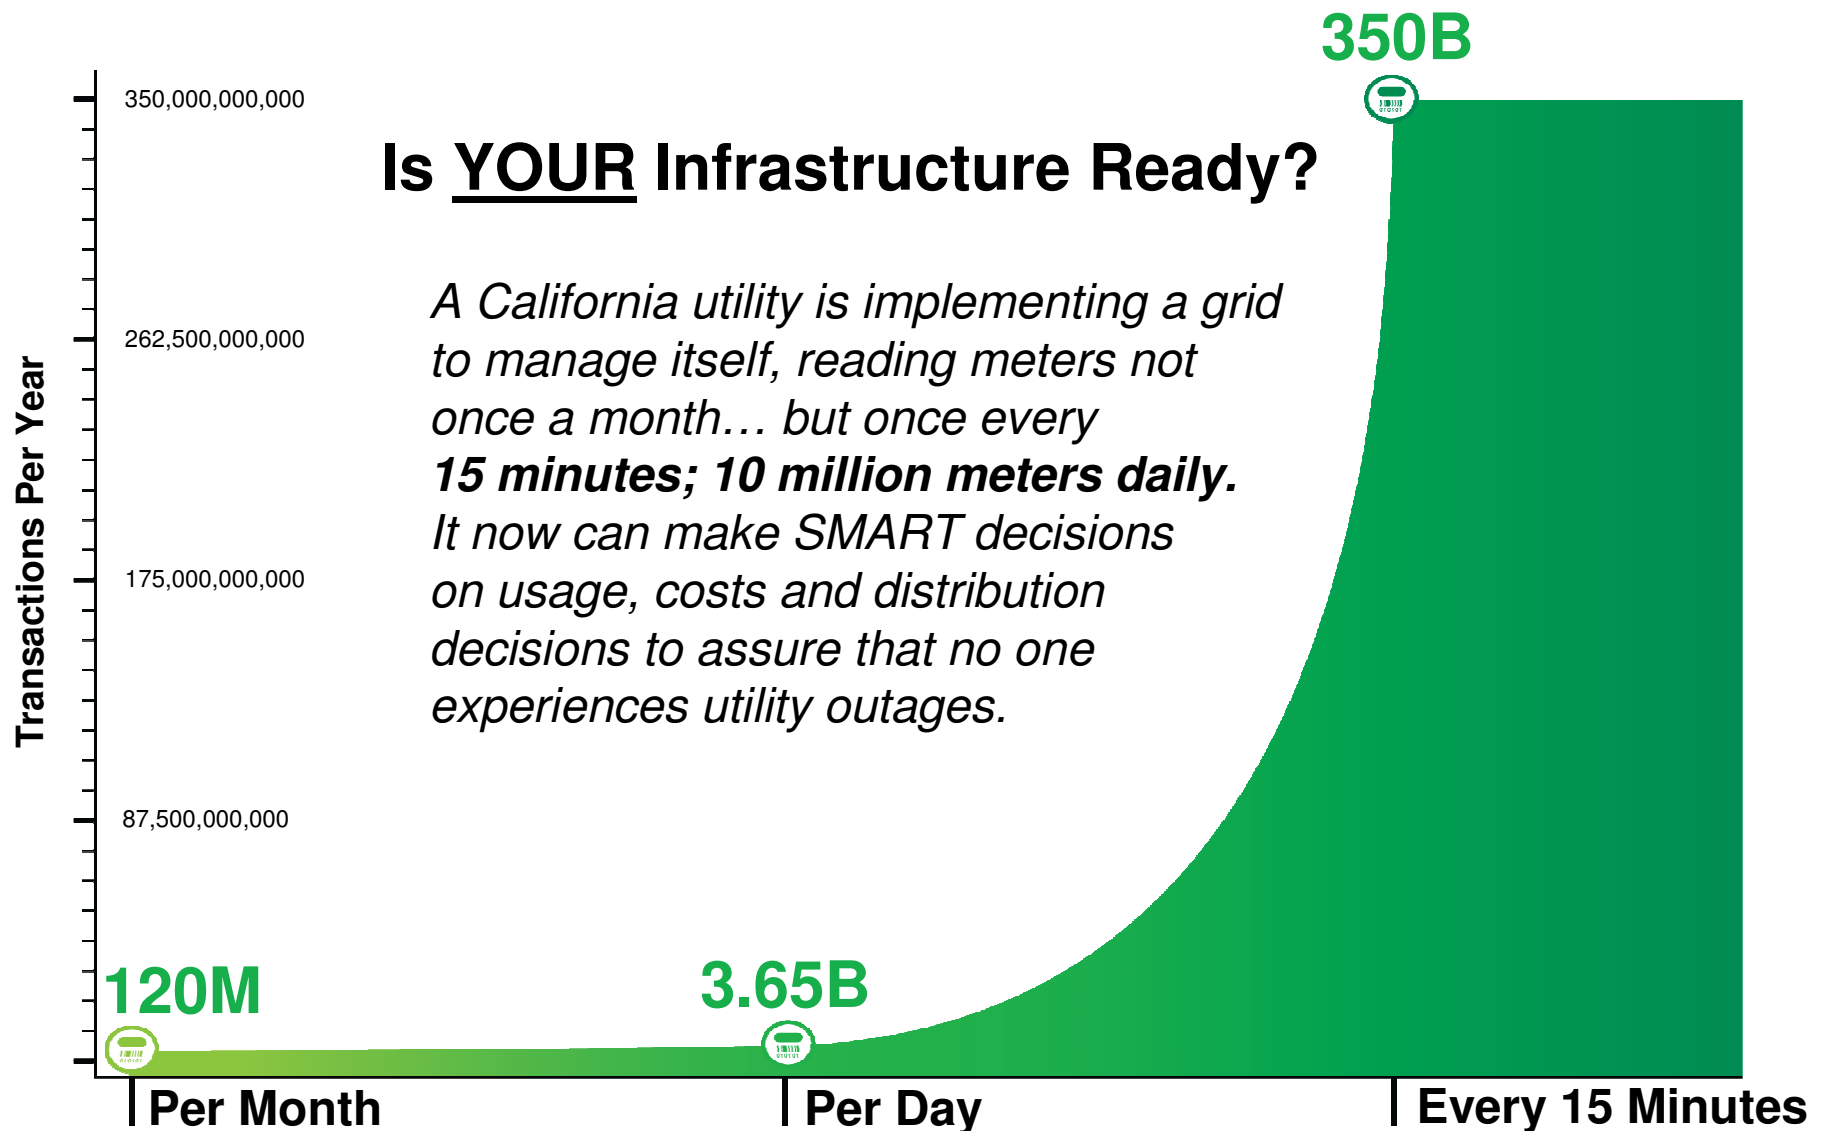 350B
350,000,000,000
Is YOUR Infrastructure Ready?
A California utility is implementing a grid
to manage itself, reading meters not
once a month… but once every
15 minutes; 10 million meters daily.
It now can make SMART decisions
on usage, costs and distribution
decisions to assure that no one
experiences utility outages.
262,500,000,000
175,000,000,000
87,500,000,000
Transactions Per Year
120M
3.65B
Per Month
Per Day
Every 15 Minutes